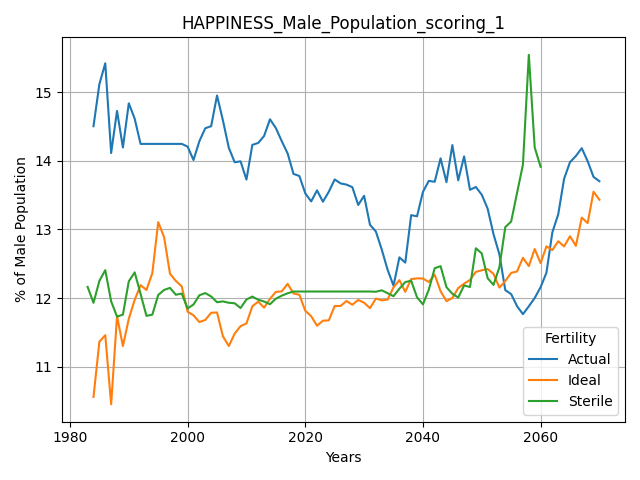 HAPPINESS_Male_Population_scoring_1
% of Male Population
15
14
13
12
11
1980
2000
2020
2040
2060
Years
Fertility
Actual
Ideal
Sterile